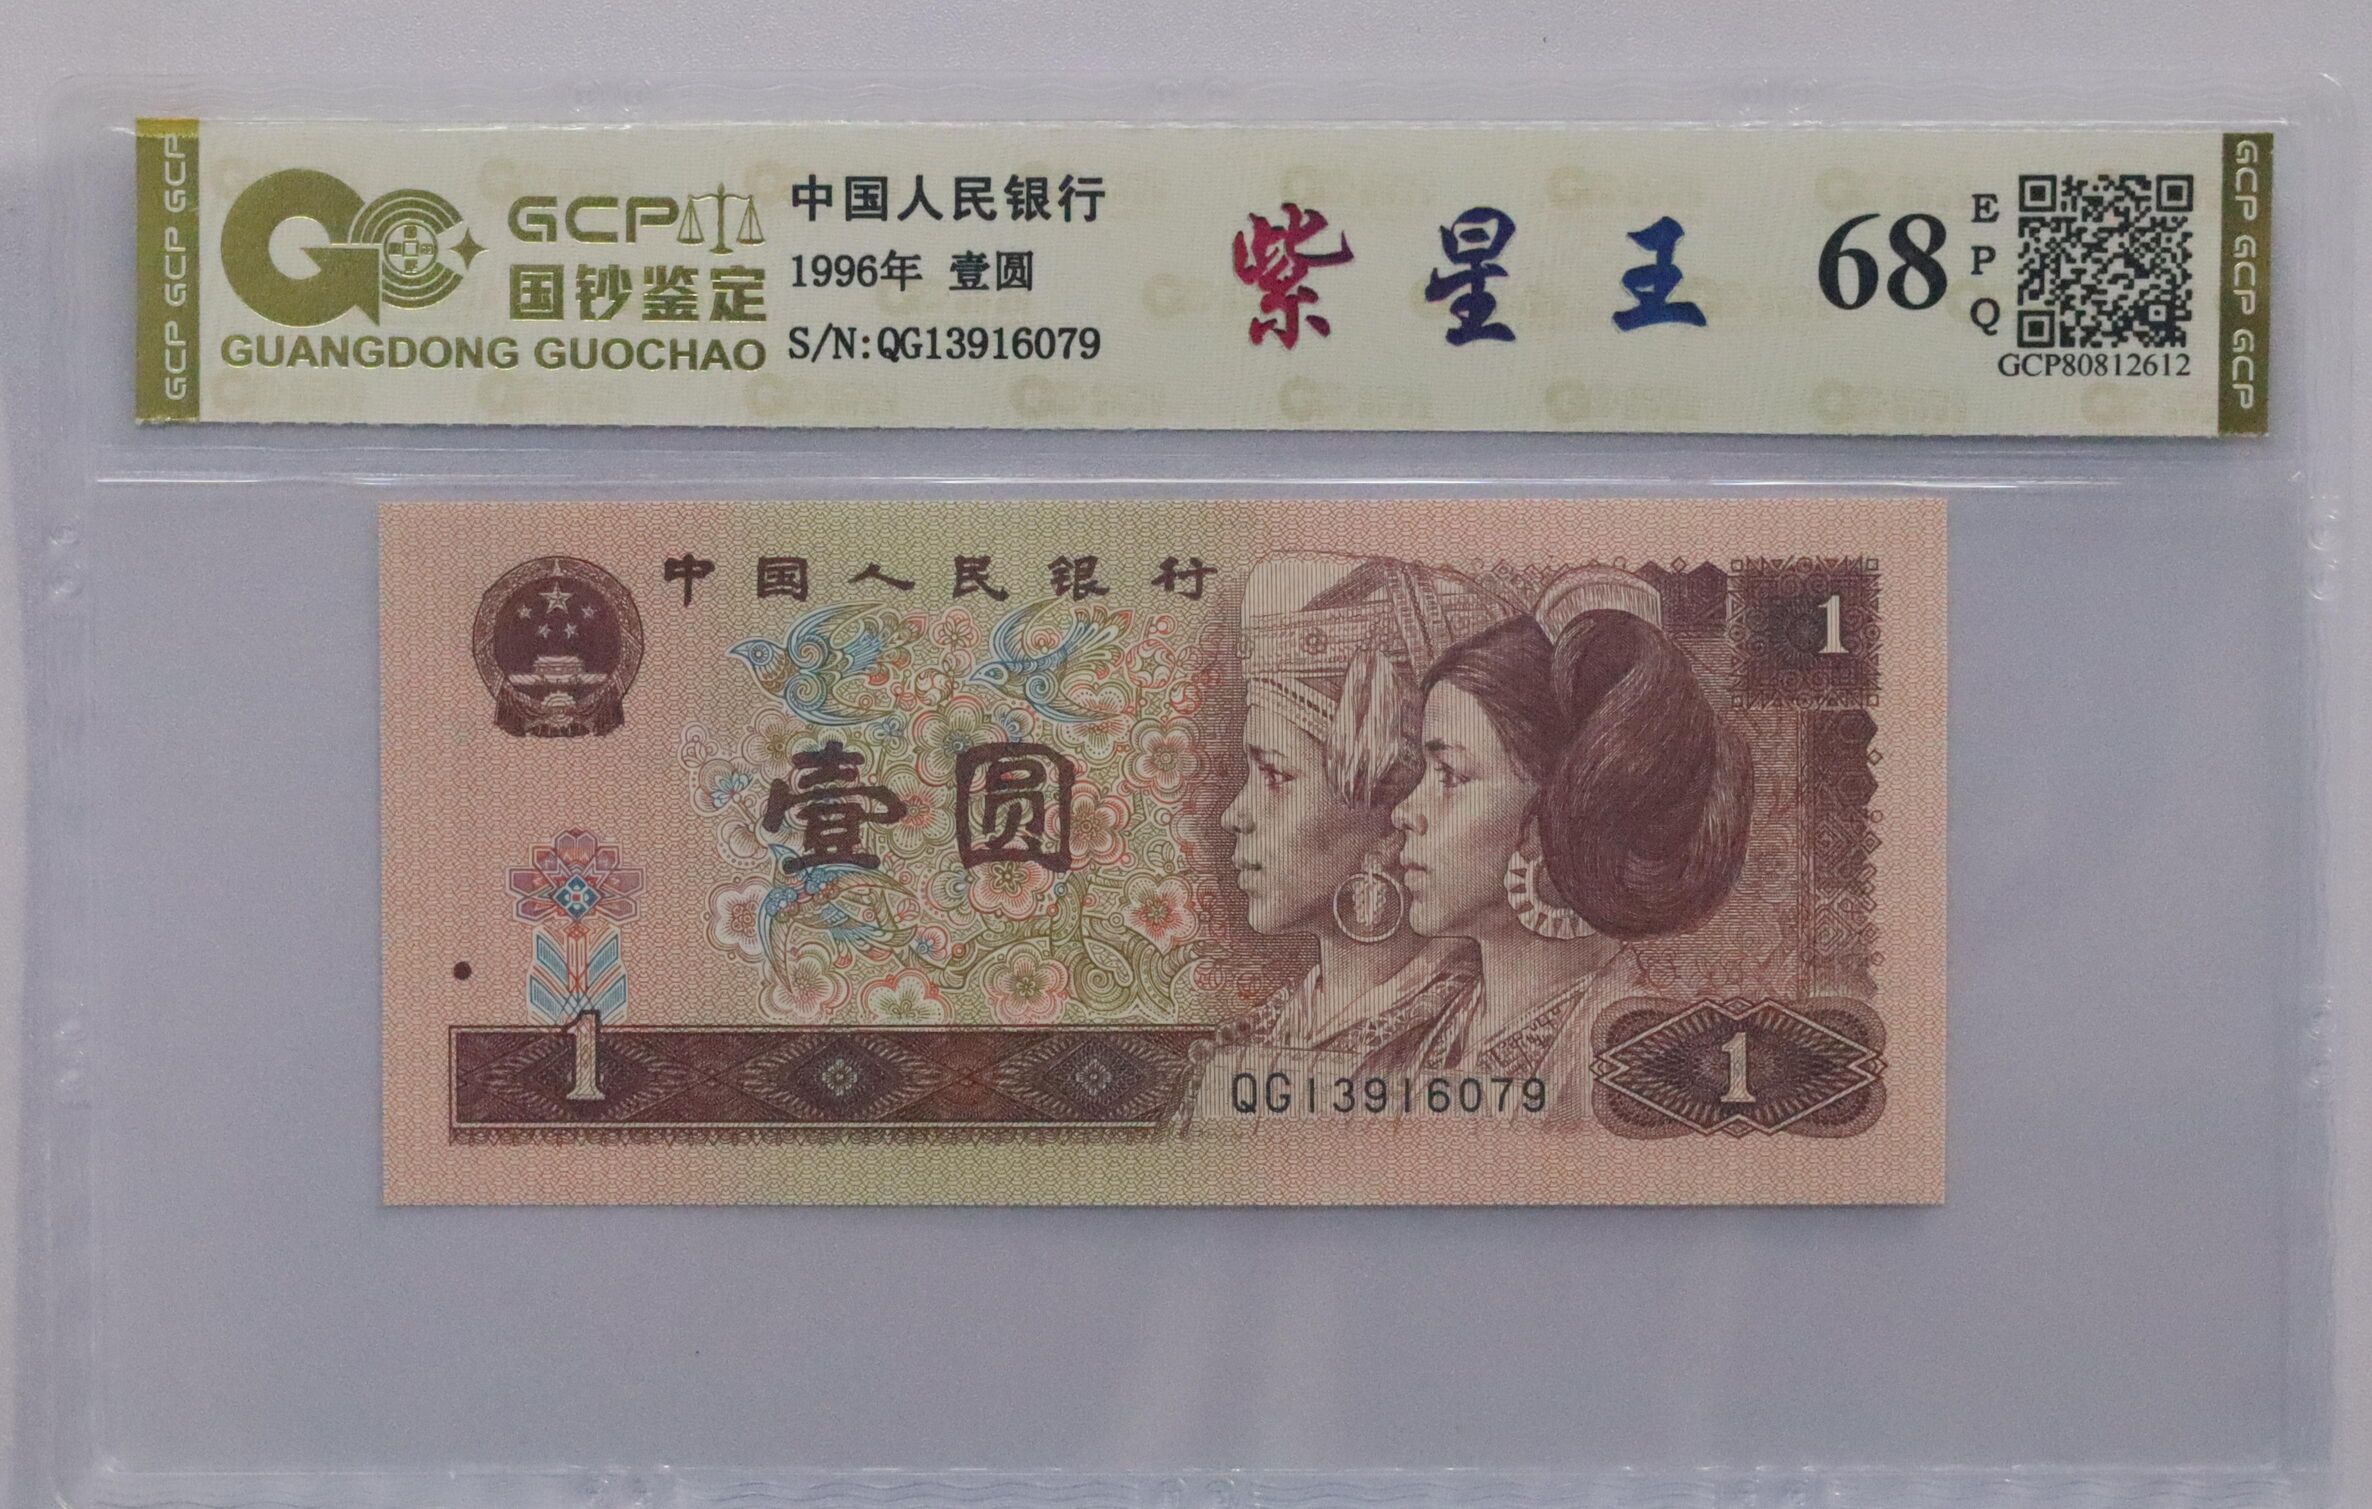 GCP GCP GCP
GCP
国钞鉴定
GUANGDONG GUOCHAO
中国人民银行
1996年 壹圆
S/N:QG13916079
紫星王
68
EPQ
GCP80812612
GCP GCP GCP
中国人民银行
1
壹圆
1
QG13916079
1